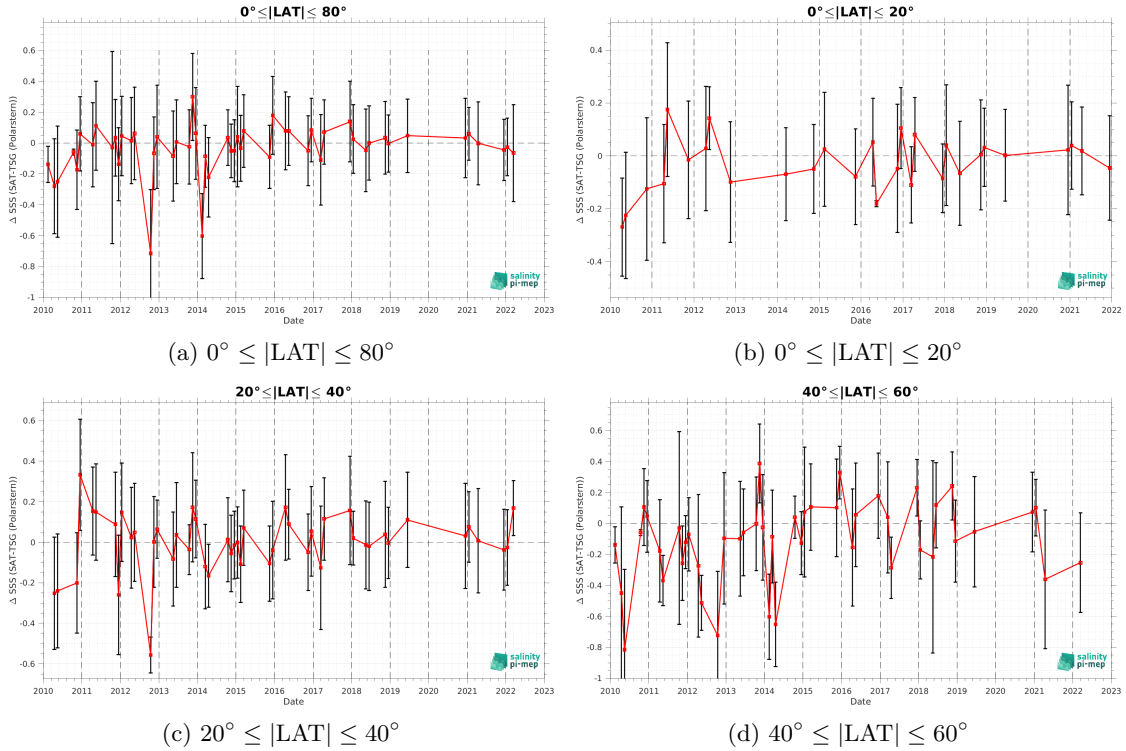 0°≤|LAT|≤ 80°
Δ SSS (SAT-TSG (Polarstern))
0.6
0.4
0.2
0
-0.2
-0.4
-0.6
-0.8
-1
2010 2011 2012 2013 2014 2015 2016 2017 2018 2019 2020 2021 2022 2023
Date
salinity
pi-mep
(a) 0° ≤ |LAT| ≤ 80°
0°≤|LAT|≤ 20°
Δ SSS (SAT-TSG (Polarstern))
0.4
0.2
0
-0.2
-0.4
2010 2011 2012 2013 2014 2015 2016 2017 2018 2019 2020 2021 2022
Date
salinity
pi-mep
(b) 0° ≤ |LAT| ≤ 20°
20°≤|LAT|≤ 40°
Δ SSS (SAT-TSG (Polarstern))
0.6
0.4
0.2
0
-0.2
-0.4
-0.6
2010 2011 2012 2013 2014 2015 2016 2017 2018 2019 2020 2021 2022 2023
Date
salinity
pi-mep
(c) 20° ≤ |LAT| ≤ 40°
40°≤|LAT|≤ 60°
Δ SSS (SAT-TSG (Polarstern))
0.8
0.6
0.4
0.2
0
-0.2
-0.4
-0.6
-0.8
-1
2010 2011 2012 2013 2014 2015 2016 2017 2018 2019 2020 2021 2022 2023
Date
salinity
pi-mep
(d) 40° ≤ |LAT| ≤ 60°